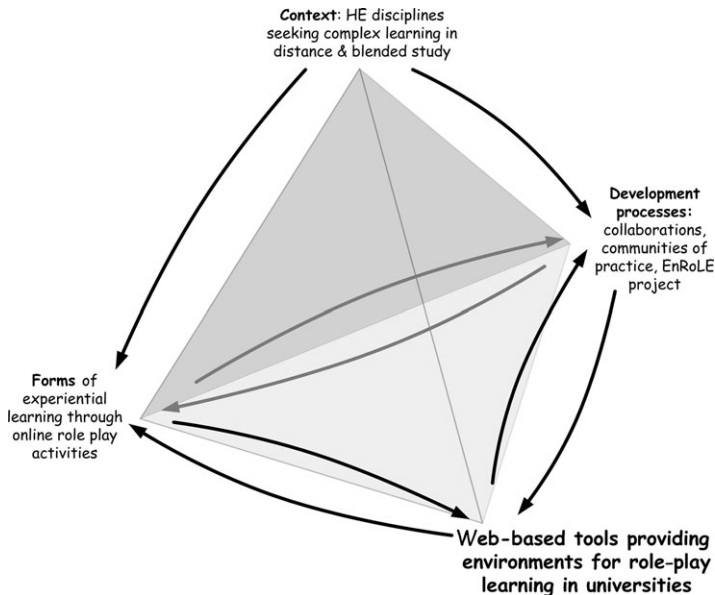 Context: HE disciplines
seeking complex learning in
distance & blended study
Development
processes:
collaborations,
communities of
practice, EnRoLE
project
Forms of
experiential
learning through
online role play
activities
Web-based tools providing
environments for role-play
learning in universities